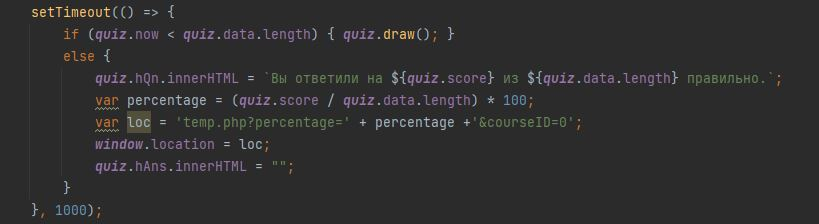 setTimeout(() => {
if (quiz.now < quiz.data.length) { quiz.draw(); }
else {
quiz.hQn.innerHTML = `Вы ответили на ${quiz.score} из ${quiz.data.length} правильно.`;
var percentage = (quiz.score / quiz.data.length) * 100;
var loc = 'temp.php?percentage=' + percentage +'&courseID=0';
window.location = loc;
quiz.hAns.innerHTML = "";
}
}, 1000);